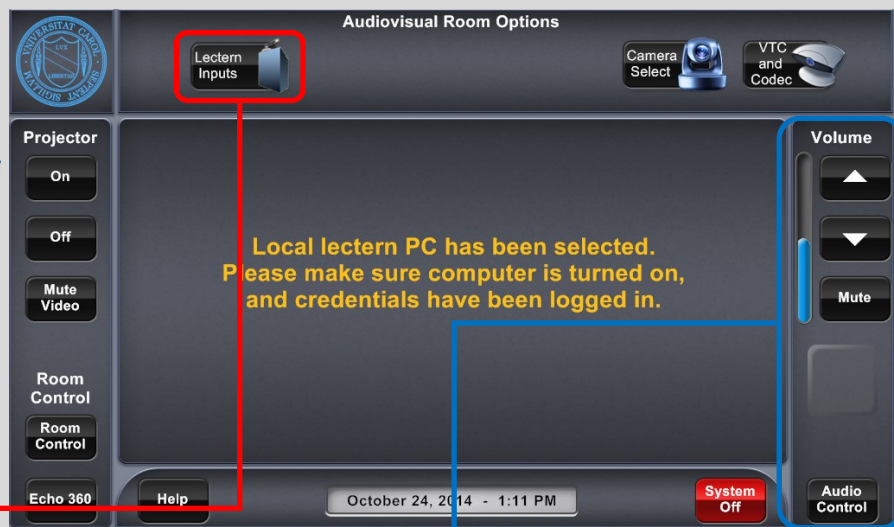 Audiovisual Room Options
Lectern
Inputs
Camera
Select
VTC
and
Codec
Projector
On
Off
Mute
Video
Room
Control
Room
Control
Echo 360
Local lectern PC has been selected.
Please make sure computer is turned on,
and credentials have been logged in.
Volume
Mute
Help
October 24, 2014 - 1:11 PM
System
Off
Audio
Control
LUX
LIBERTAS